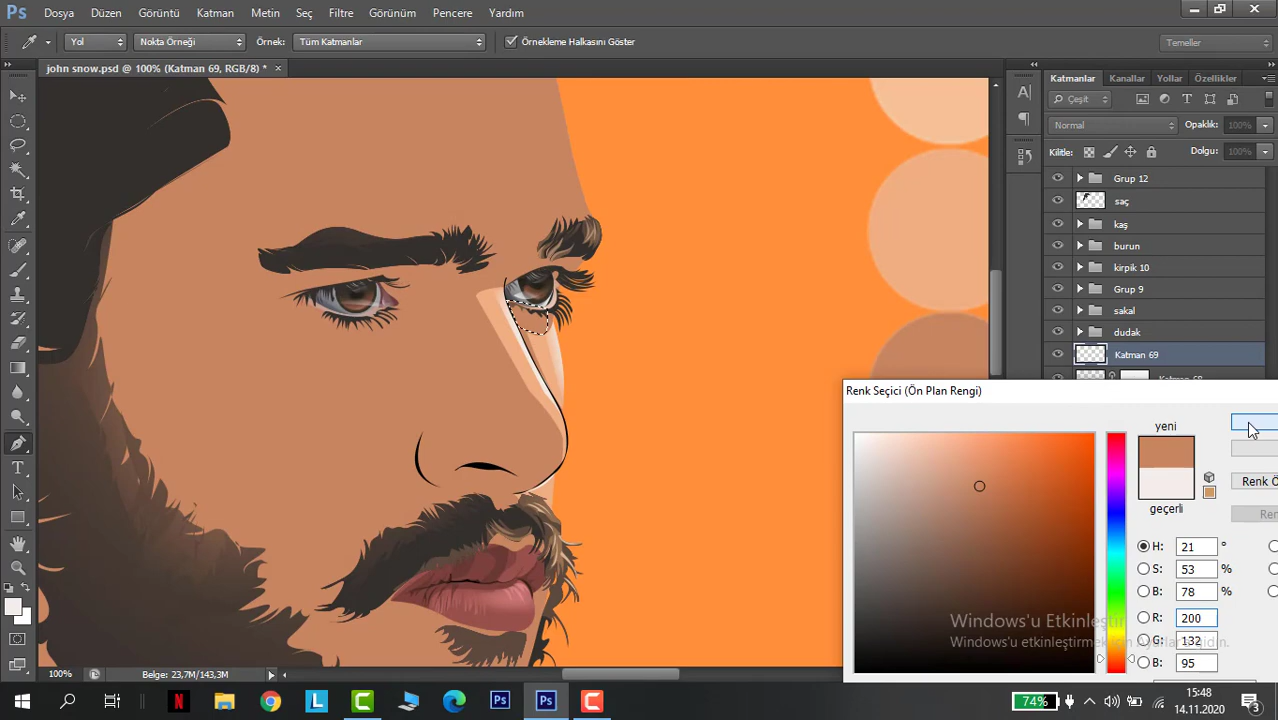 Ps Dosya Düzen Görüntü Katman Metin Seç Filtre Görünüm Pencere Yardım
Yol Nokta Örneği Örnek: Tüm Katmanlar Örnekleme Halkasını Göster Temeller
john snow.psd @ 100% (Katman 69, RGB/8) * ×
Katmanlar Kanallar Yollar Özellikler
Çeşit
Normal Opaklık: 100%
Kilitle: Dolgu: 100%
Grup 12
saç
kaş
burun
kirpik 10
Grup 9
sakal
dudak
Katman 69
Renk Seçici (Ön Plan Rengi)
yeni
Renk Ö
geçerli
H: 21 °
S: 53 %
B: 78 %
R: 200
G: 132
B: 95
Windows'u Etkinleştir
Windows'u etkinleştirmek için Ayarlar'a gidin.
100% Belge: 23,7M/143,3M
74%
15:48
14.11.2020
3